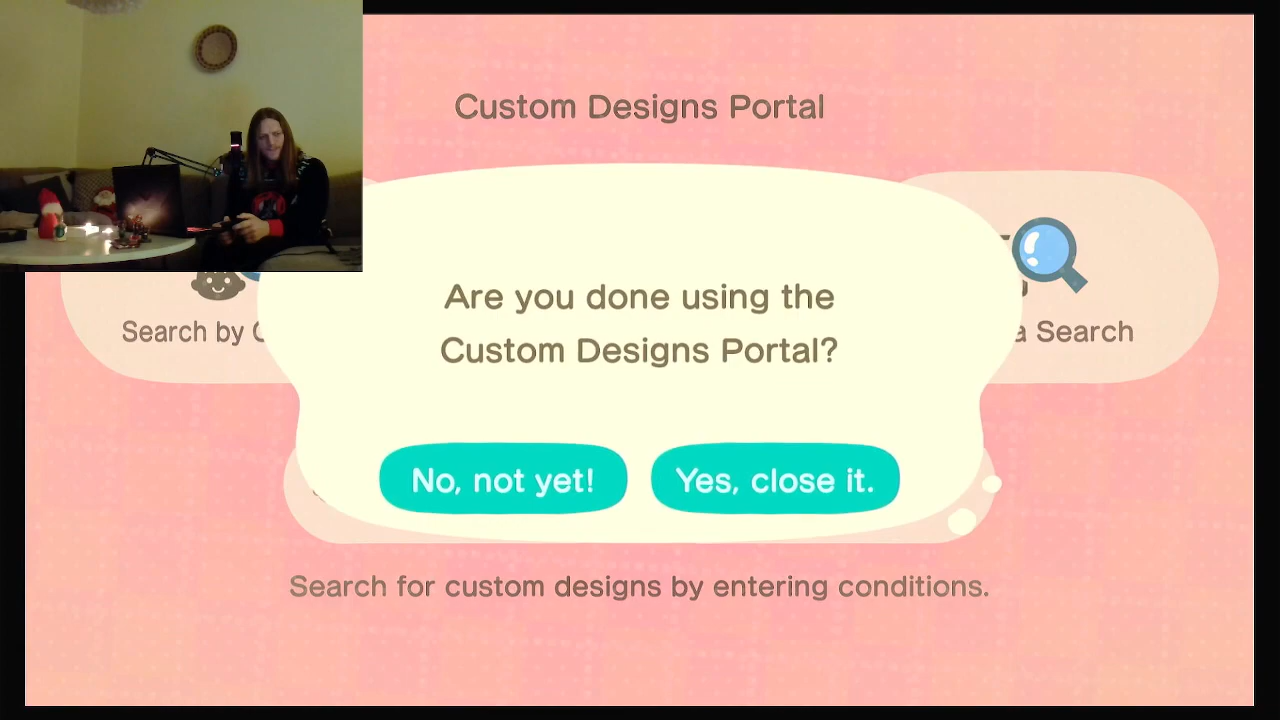 Custom Designs Portal
Are you done using the
Custom Designs Portal?
Search by
Search
No, not yet!
Yes, close it.
Search for custom designs by entering conditions.